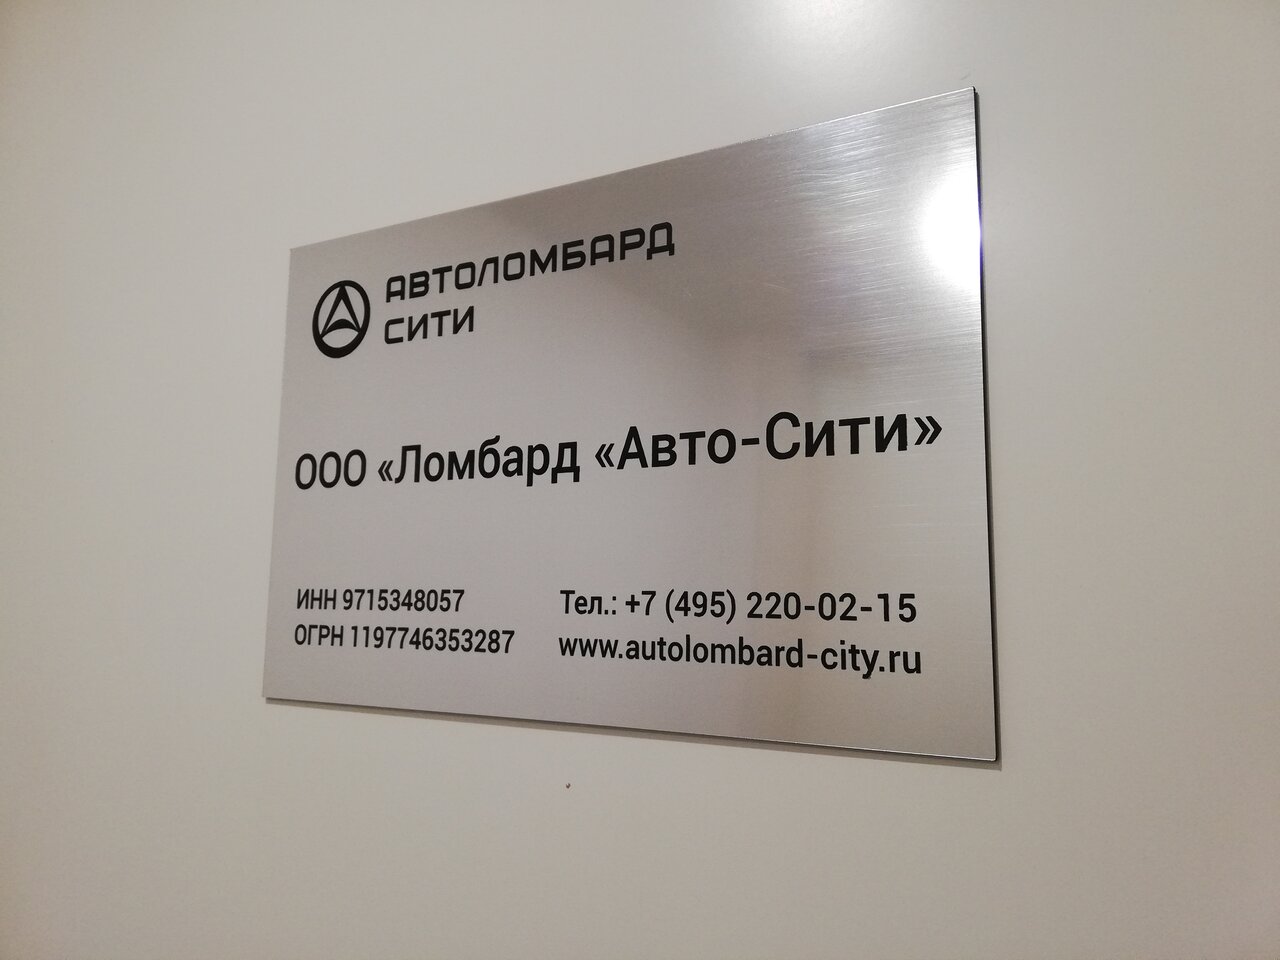 АВТОЛОМБАРД
СИТИ
ООО «Ломбард «Авто-Сити»
ИНН 9715348057
ОГРН 1197746353287
Тел.: +7 (495) 220-02-15
www.autolombard-city.ru